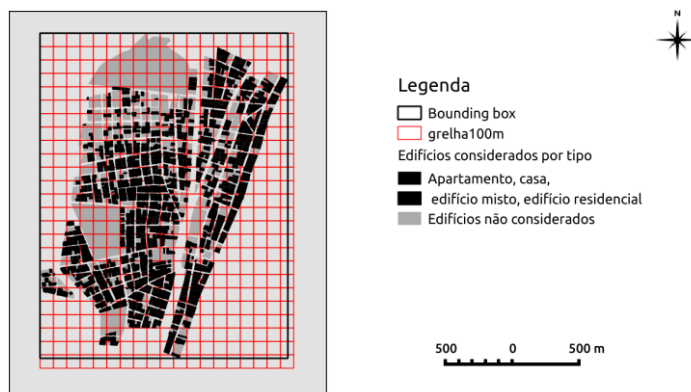 N
Legenda
Bounding box
grelha100m
Edifícios considerados por tipo
Apartamento, casa,
edifício misto, edifício residencial
Edifícios não considerados
500 0 500 m